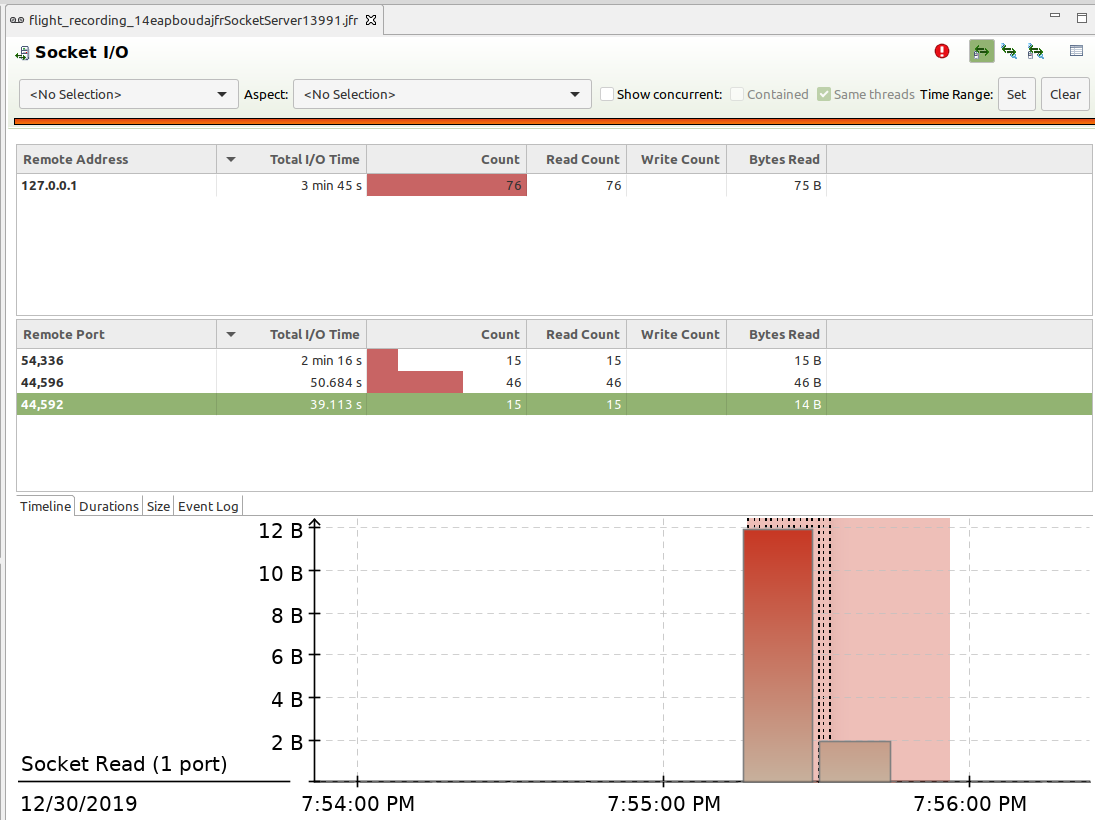 flight_recording_14eapboudajfrSocketServer13991.jfr
Socket I/O
<No Selection> Aspect: <No Selection> Show concurrent: Contained Same threads Time Range: Set Clear
Remote Address Total I/O Time Count Read Count Write Count Bytes Read
127.0.0.1 3 min 45 s 76 76 75 B
Remote Port Total I/O Time Count Read Count Write Count Bytes Read
54,336 2 min 16 s 15 15 15 B
44,596 50.684 s 46 46 46 B
44,592 39.113 s 15 15 14 B
Timeline Durations Size Event Log
12 B
10 B
8 B
6 B
4 B
2 B
Socket Read (1 port)
12/30/2019 7:54:00 PM 7:55:00 PM 7:56:00 PM